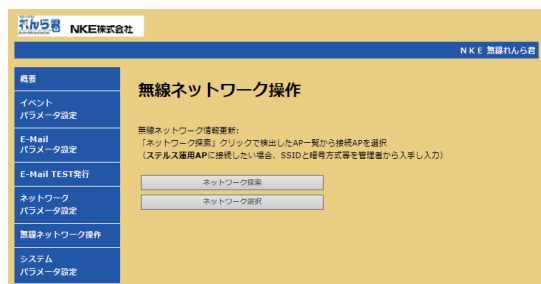 れんら君 NKE株式会社
NKE 無線れんら君
概要
イベント
パラメータ設定
E-Mail
パラメータ設定
E-Mail TEST発行
ネットワーク
パラメータ設定
無線ネットワーク操作
システム
パラメータ設定
無線ネットワーク操作
無線ネットワーク情報更新:
「ネットワーク探索」クリックで検出したAP一覧から接続APを選択
(ステルス運用APに接続したい場合、SSIDと暗号方式等を管理者から入手し入力)
ネットワーク探索
ネットワーク選択